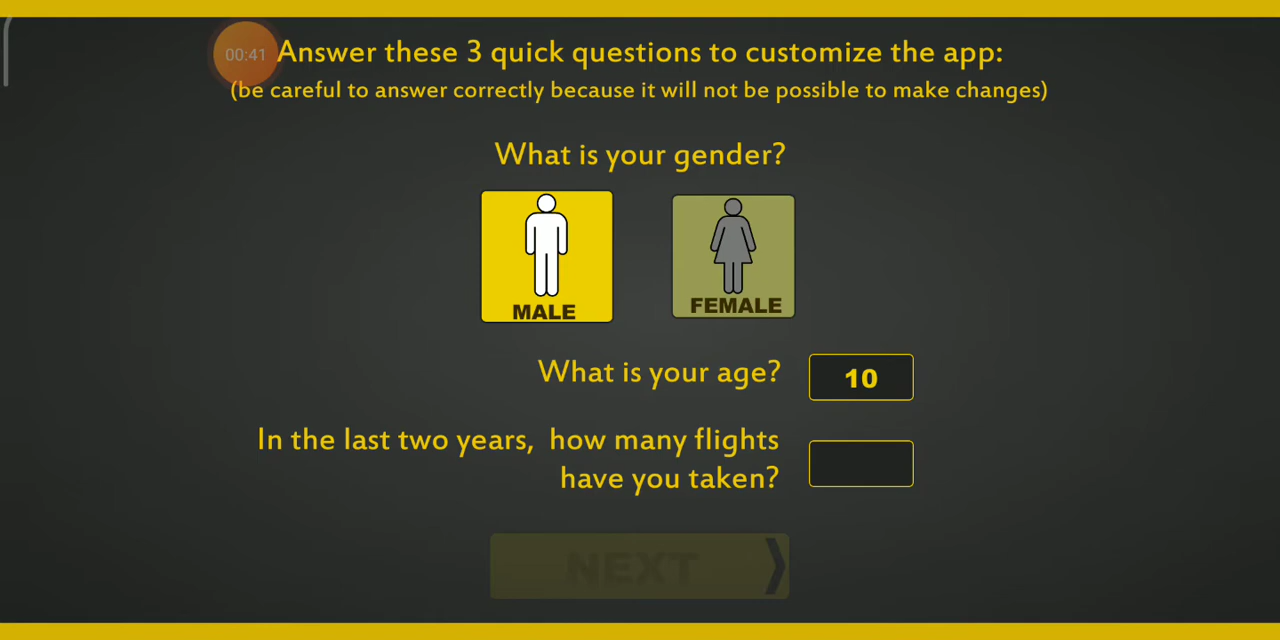 00:41
Answer these 3 quick questions to customize the app:
(be careful to answer correctly because it will not be possible to make changes)
What is your gender?
MALE
FEMALE
What is your age?
10
In the last two years, how many flights
have you taken?
NEXT